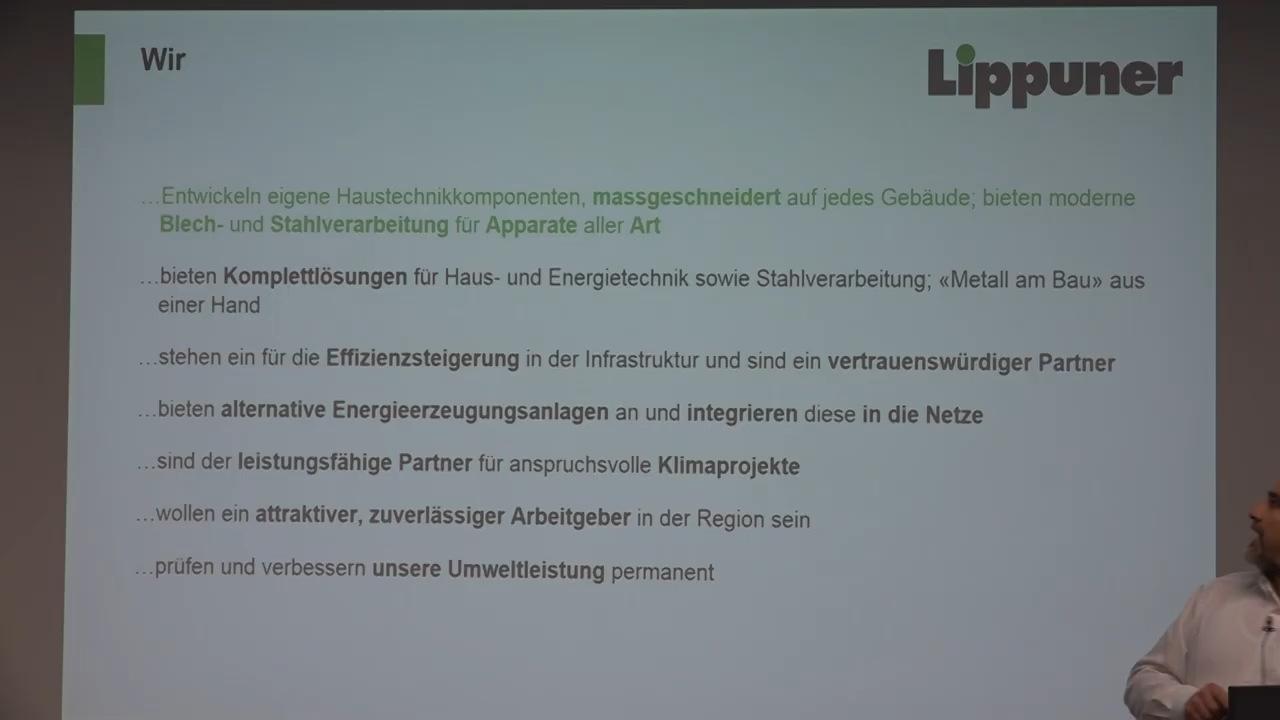 Wir
Lippuner
...Entwickeln eigene Haustechnikkomponenten, massgeschneidert auf jedes Gebäude; bieten moderne
Blech- und Stahlverarbeitung für Apparate aller Art
...bieten Komplettlösungen für Haus- und Energietechnik sowie Stahlverarbeitung; «Metall am Bau» aus
einer Hand
...stehen ein für die Effizienzsteigerung in der Infrastruktur und sind ein vertrauenswürdiger Partner
...bieten alternative Energieerzeugungsanlagen an und integrieren diese in die Netze
...sind der leistungsfähige Partner für anspruchsvolle Klimaprojekte
...wollen ein attraktiver, zuverlässiger Arbeitgeber in der Region sein
...prüfen und verbessern unsere Umweltleistung permanent